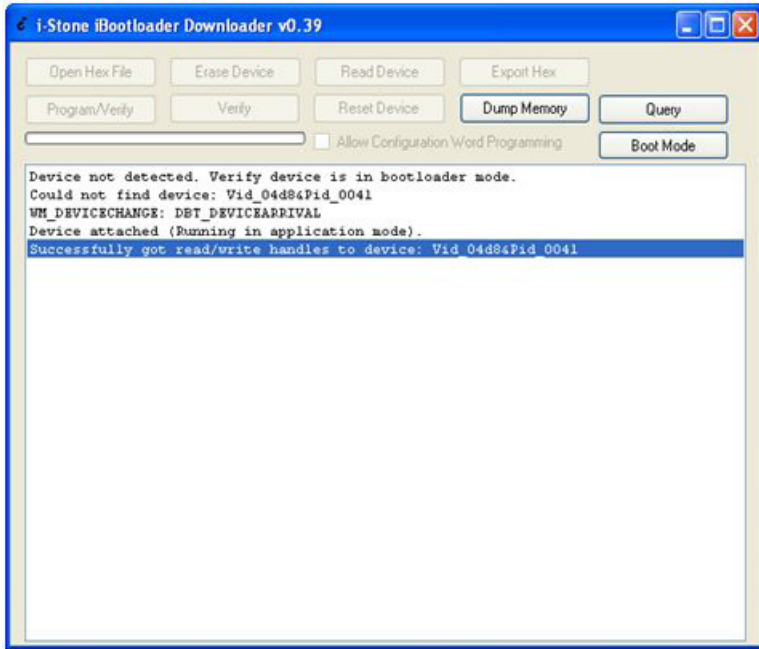 i-Stone iBootloader Downloader v0.39
Open Hex File Erase Device Read Device Export Hex
Program/Verify Verify Reset Device Dump Memory Query
Allow Configuration Word Programming Boot Mode
Device not detected. Verify device is in bootloader mode.
Could not find device: Vid_04d8&Pid_0041
WM_DEVICECHANGE: DBT_DEVICEARRIVAL
Device attached (Running in application mode).
Successfully got read/write handles to device: Vid_04d8&Pid_0041